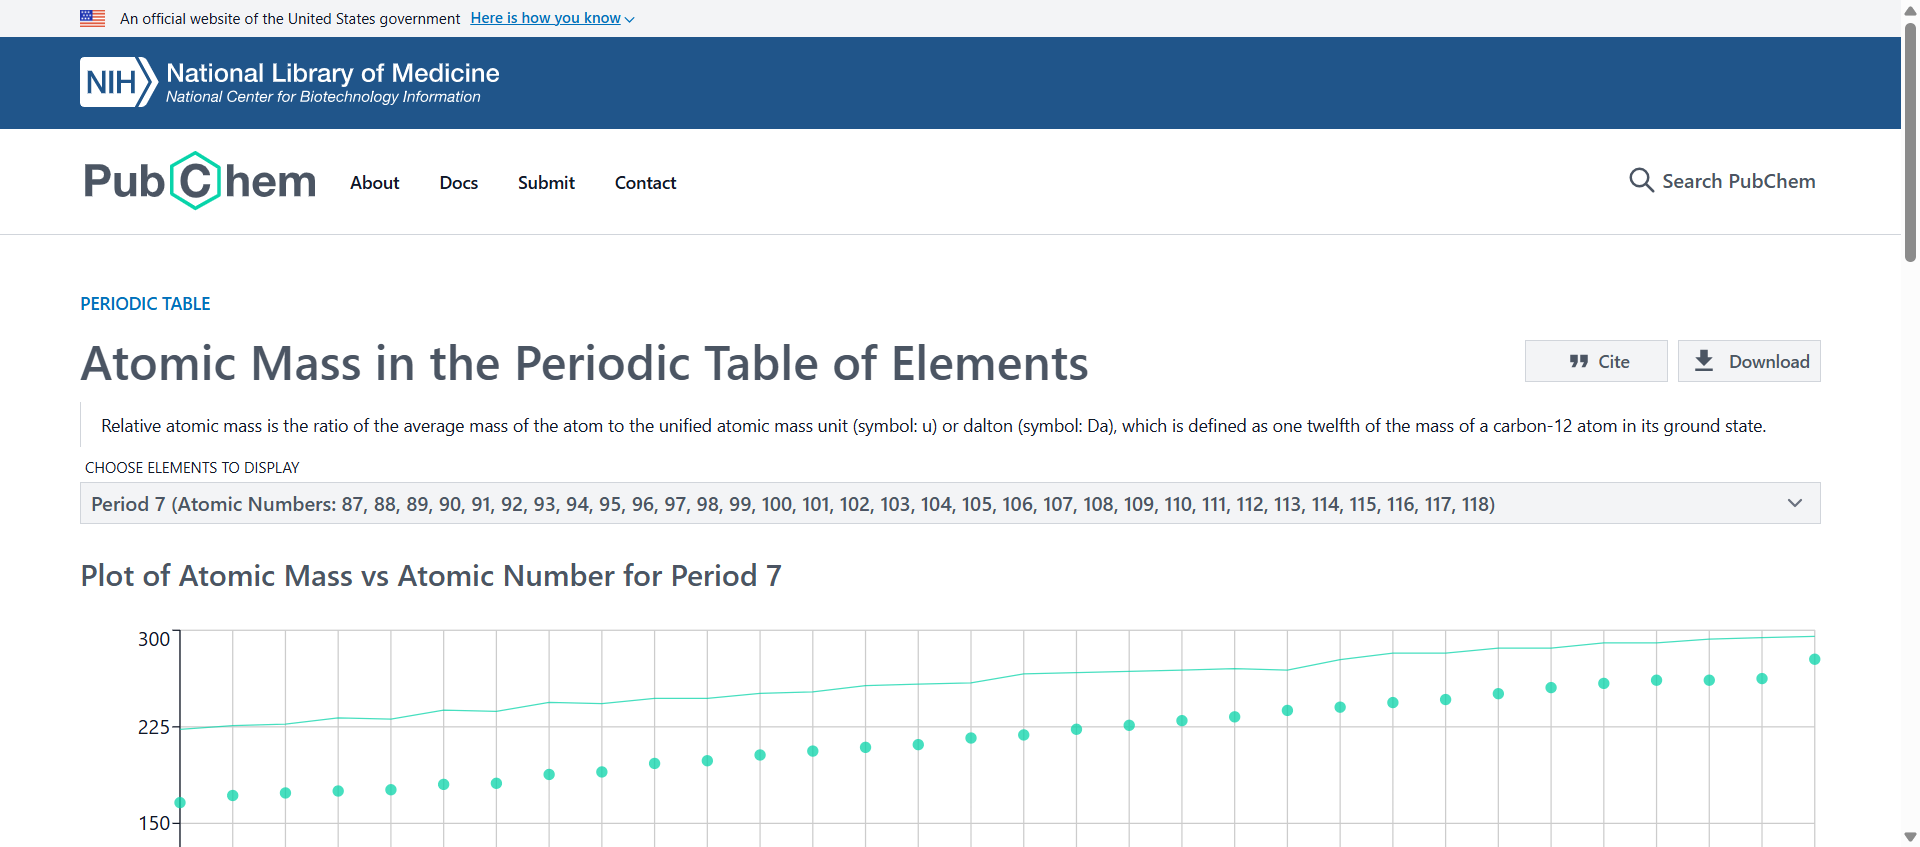 An official website of the United States government Here is how you know
NIH National Library of Medicine
National Center for Biotechnology Information
PubChem About Docs Submit Contact Search PubChem
PERIODIC TABLE
Atomic Mass in the Periodic Table of Elements
Cite Download
Relative atomic mass is the ratio of the average mass of the atom to the unified atomic mass unit (symbol: u) or dalton (symbol: Da), which is defined as one twelfth of the mass of a carbon-12 atom in its ground state.
CHOOSE ELEMENTS TO DISPLAY
Period 7 (Atomic Numbers: 87, 88, 89, 90, 91, 92, 93, 94, 95, 96, 97, 98, 99, 100, 101, 102, 103, 104, 105, 106, 107, 108, 109, 110, 111, 112, 113, 114, 115, 116, 117, 118)
Plot of Atomic Mass vs Atomic Number for Period 7
300
225
150